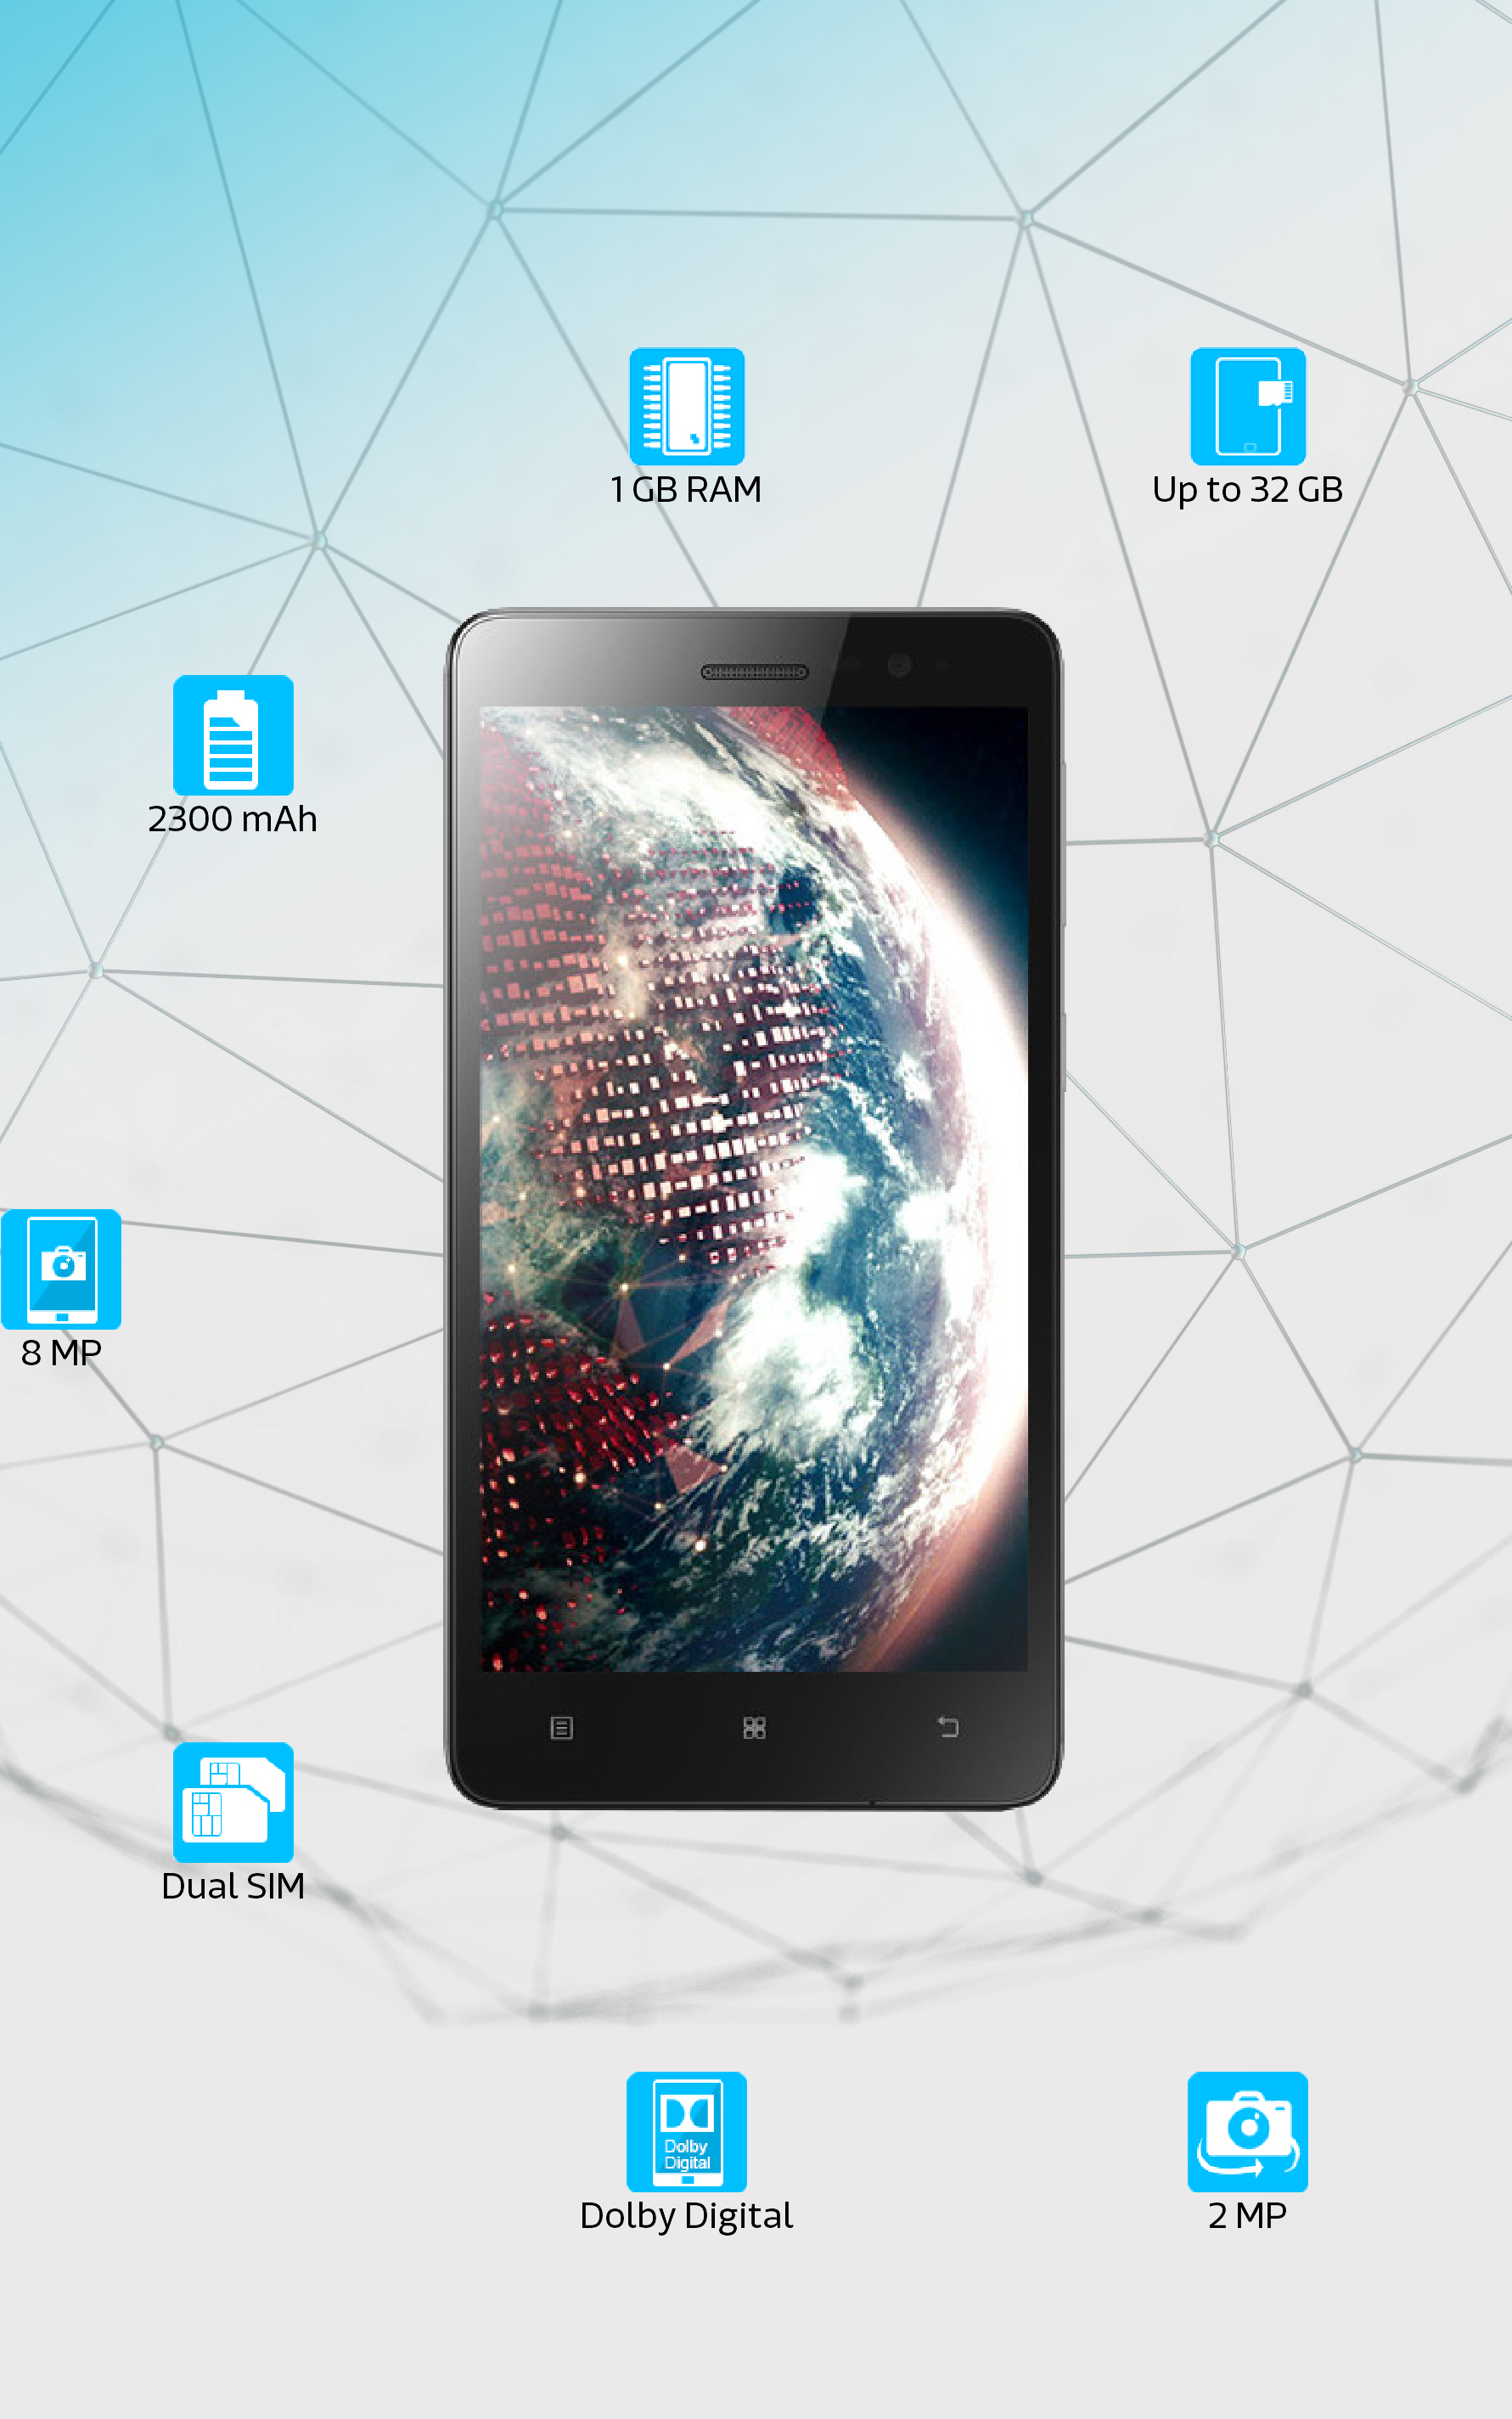 1 GB RAM
Up to 32 GB
2300 mAh
8 MP
Dual SIM
Dolby
Digital
Dolby Digital
2 MP